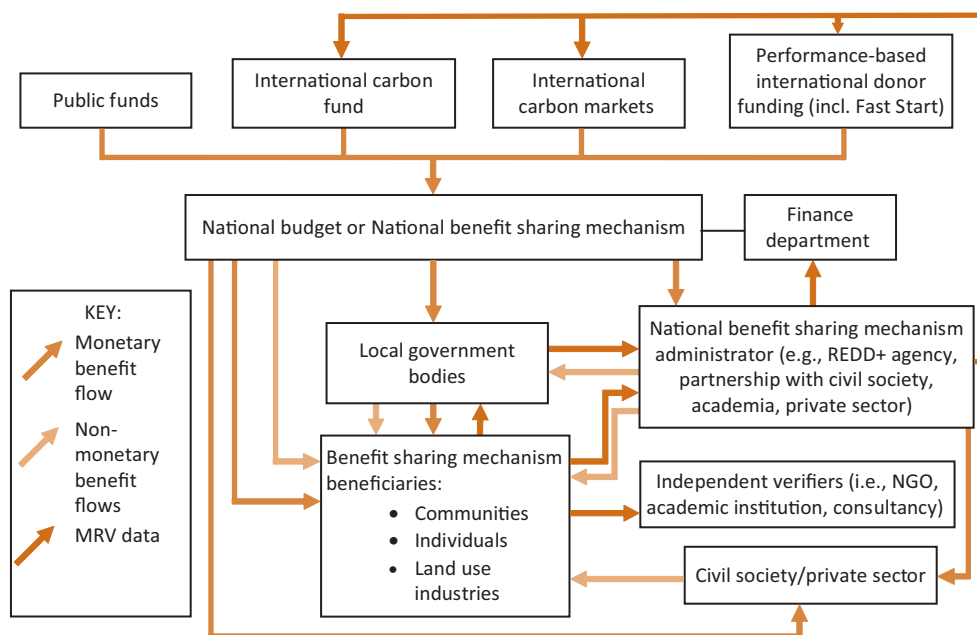 Public funds
International carbon
fund
International
carbon markets
Performance-based
international donor
funding (incl. Fast Start)
National budget or National benefit sharing mechanism
Finance
department
KEY:
Monetary
benefit
flow
Non-
monetary
benefit
flows
MRV data
Local government
bodies
National benefit sharing mechanism
administrator (e.g., REDD+ agency,
partnership with civil society,
academia, private sector)
Benefit sharing mechanism
beneficiaries:
• Communities
• Individuals
• Land use
industries
Independent verifiers (i.e., NGO,
academic institution, consultancy)
Civil society/private sector